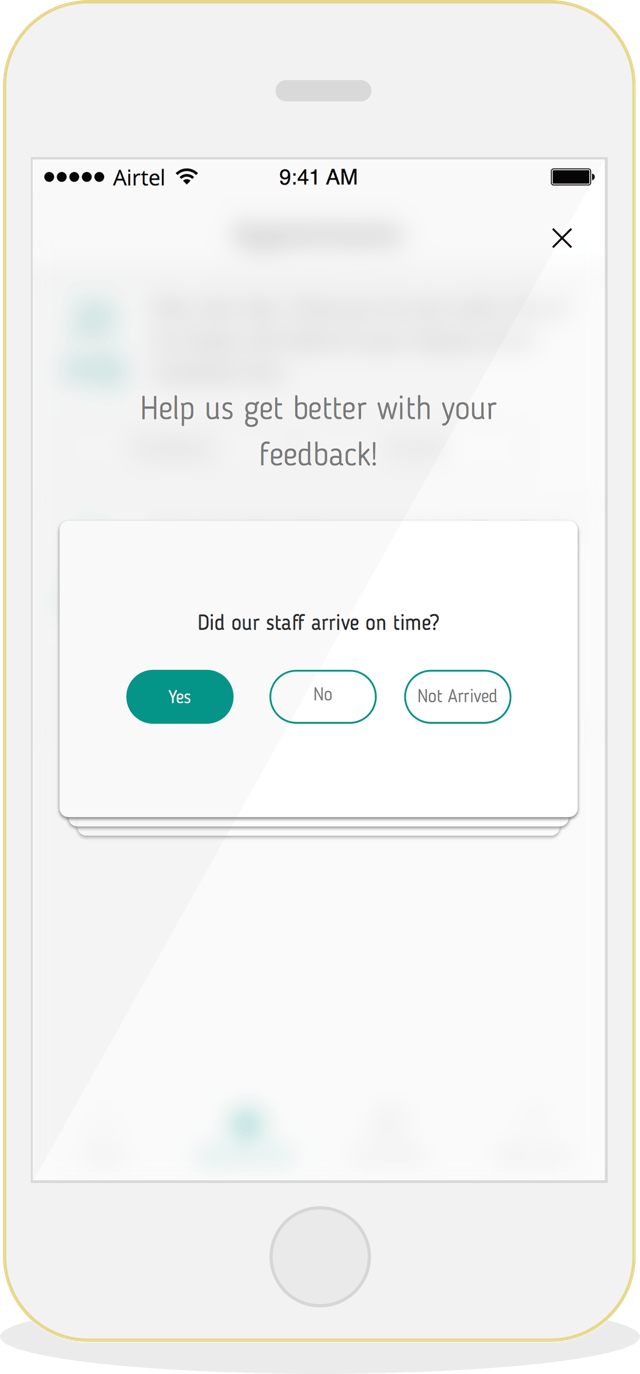 Airtel 9:41 AM
Help us get better with your
feedback!
Did our staff arrive on time?
Yes No Not Arrived